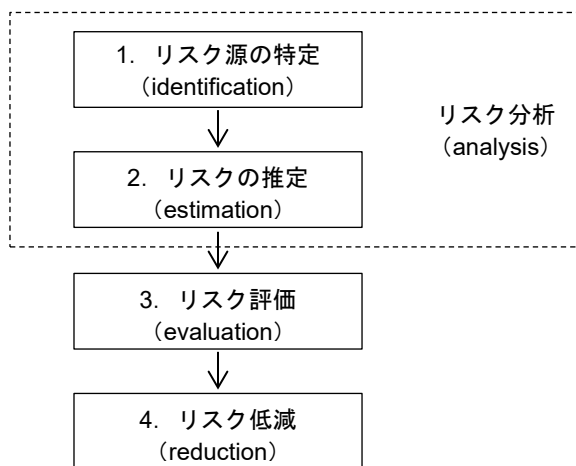 1. リスク源の特定
（identification）
リスク分析
（analysis）
2. リスクの推定
（estimation）
3. リスク評価
（evaluation）
4. リスク低減
（reduction）